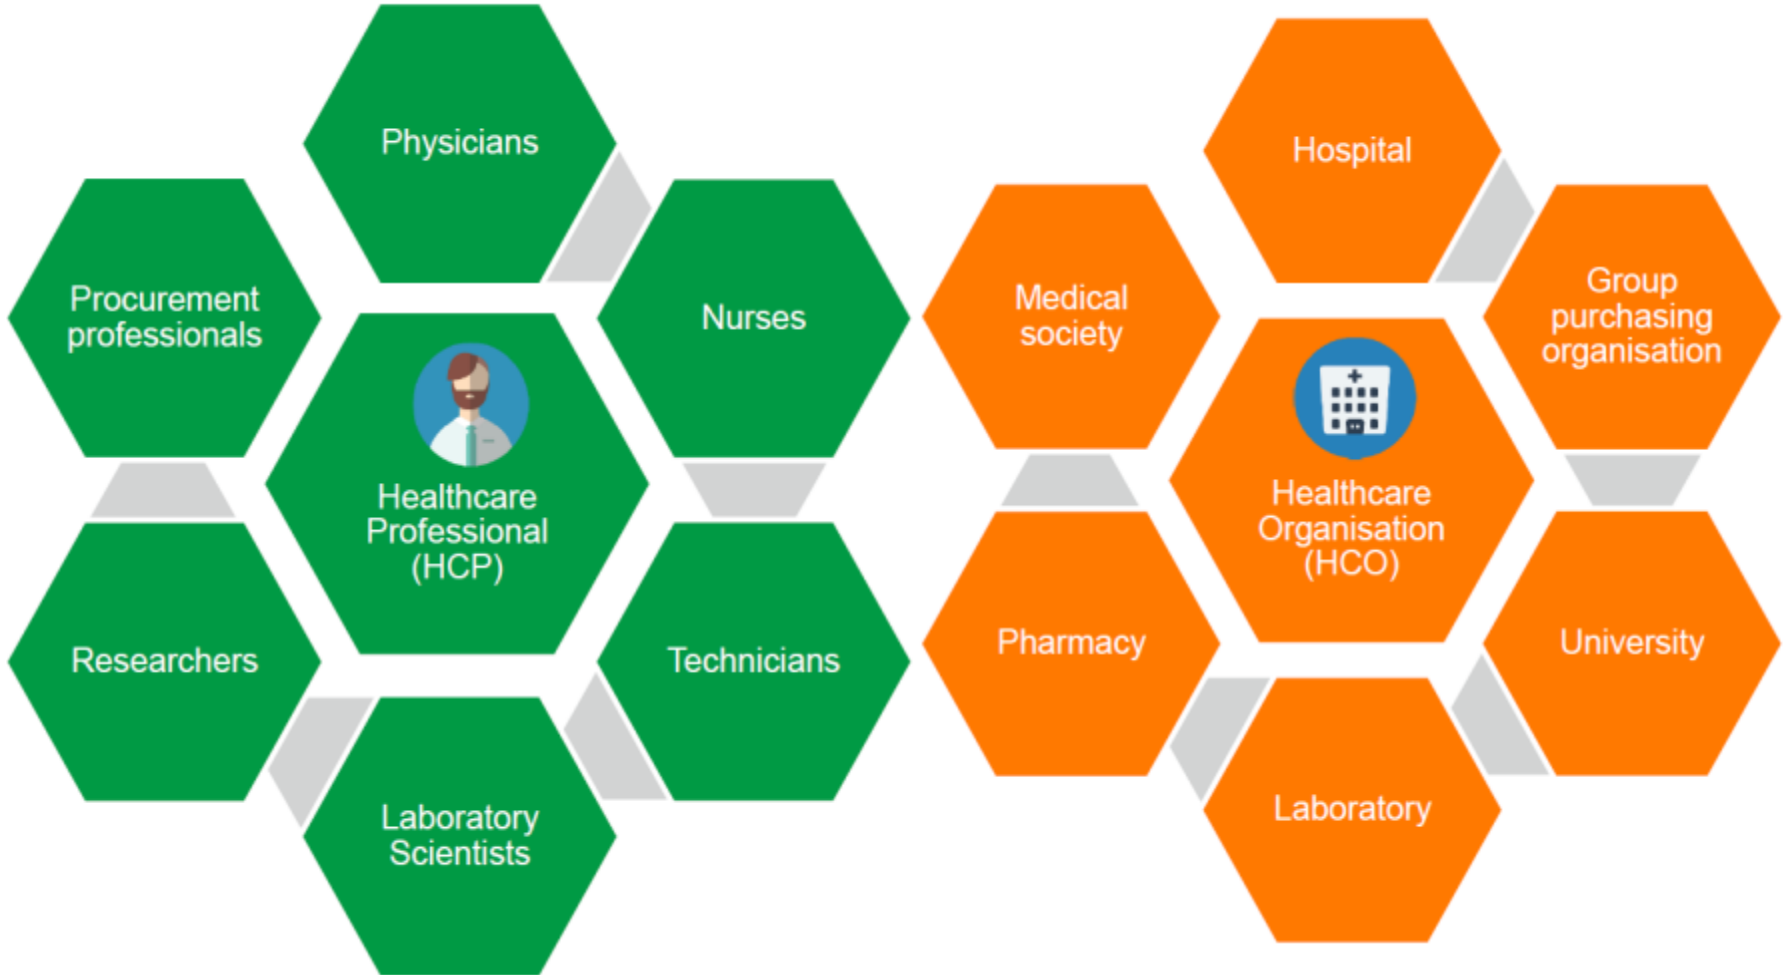 Physicians
Procurement
professionals
Nurses
Healthcare
Professional
(HCP)
Researchers
Technicians
Laboratory
Scientists
Hospital
Medical
society
Group
purchasing
organisation
Healthcare
Organisation
(HCO)
Pharmacy
University
Laboratory